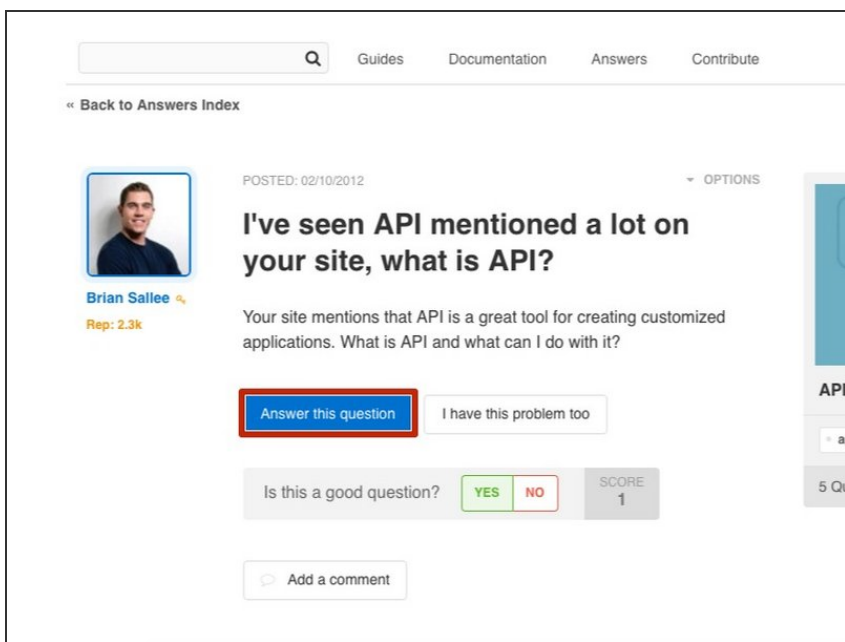 Guides Documentation Answers Contribute
« Back to Answers Index
POSTED: 02/10/2012
OPTIONS
I've seen API mentioned a lot on
your site, what is API?
Brian Sallee
Rep: 2.3k
Your site mentions that API is a great tool for creating customized
applications. What is API and what can I do with it?
Answer this question
I have this problem too
Is this a good question?
YES
NO
SCORE
1
Add a comment
API
a
5 Qu